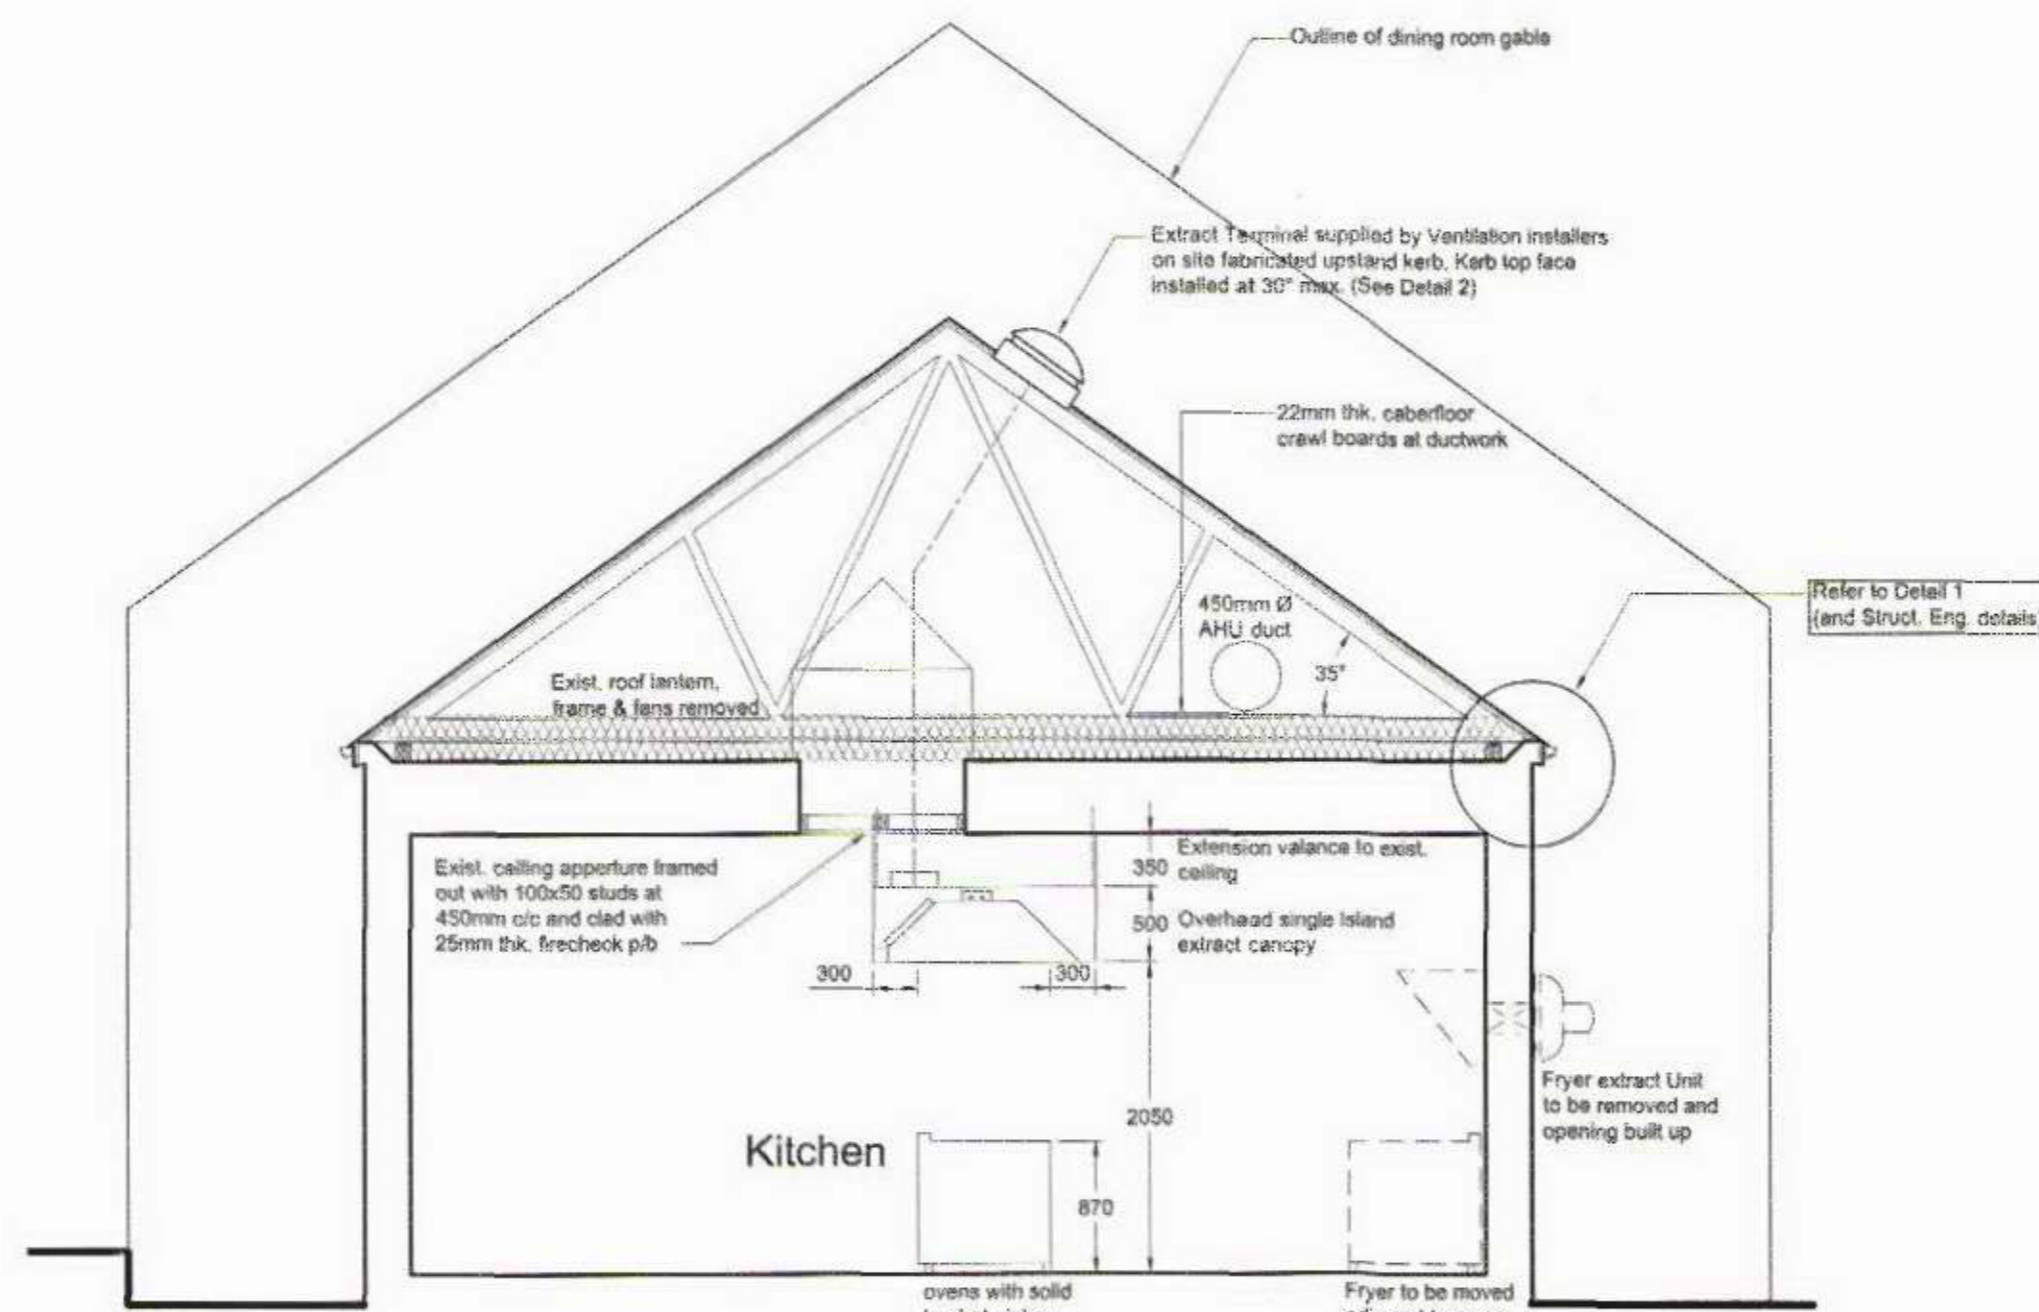 Outline of dining room gable
Extract Terminal supplied by Ventilation installers
on site fabricated upstand kerb. Kerb top face
installed at 30° max. (See Detail 2)
22mm thk. caberfloor
crawl boards at ductwork
450mm Ø
AHU duct
35°
Refer to Detail 1
(and Struct. Eng. details)
Exist. roof lantern,
frame & fans removed
Exist. ceiling apperture framed
out with 100x50 studs at
450mm c/c and clad with
25mm thk. firecheck p/b
350
Extension valance to exist.
ceiling
500
Overhead single island
extract canopy
300
300
Fryer extract Unit
to be removed and
opening built up
2050
Kitchen
870
ovens with solid
Fryer to be moved